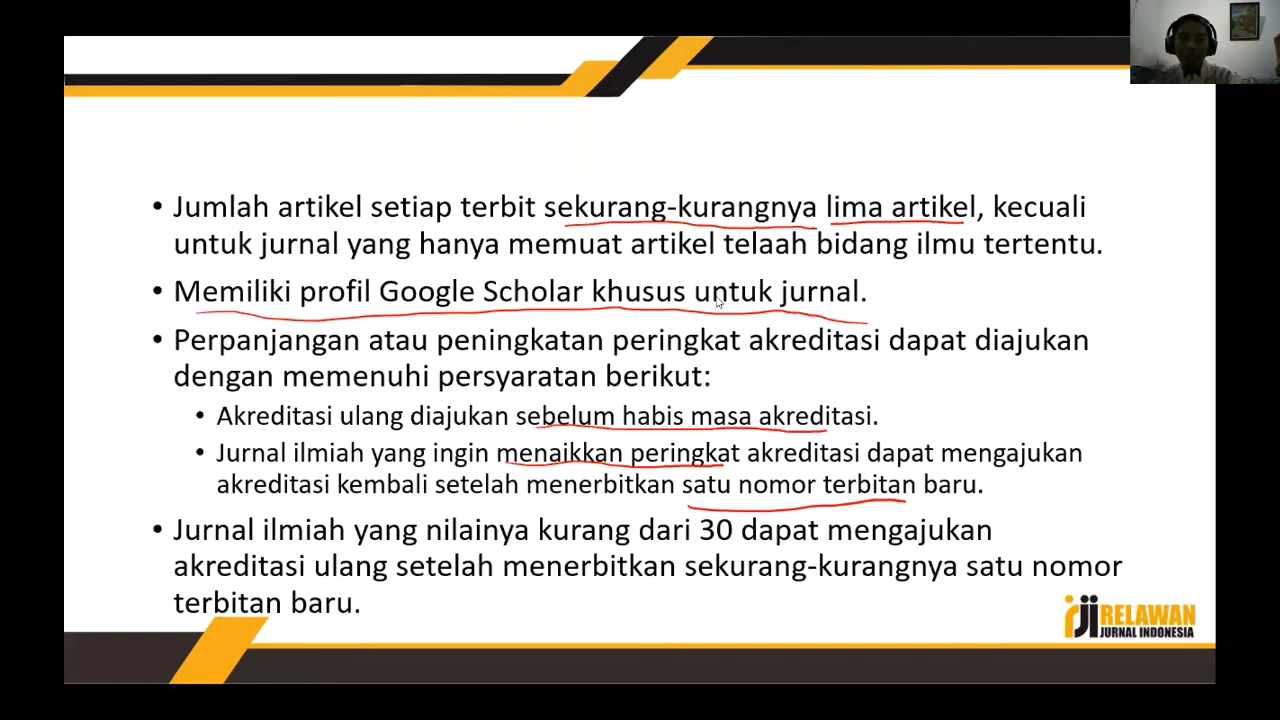 • Jumlah artikel setiap terbit sekurang-kurangnya lima artikel, kecuali
untuk jurnal yang hanya memuat artikel telaah bidang ilmu tertentu.
• Memiliki profil Google Scholar khusus untuk jurnal.
• Perpanjangan atau peningkatan peringkat akreditasi dapat diajukan
dengan memenuhi persyaratan berikut:
• Akreditasi ulang diajukan sebelum habis masa akreditasi.
• Jurnal ilmiah yang ingin menaikkan peringkat akreditasi dapat mengajukan
akreditasi kembali setelah menerbitkan satu nomor terbitan baru.
• Jurnal ilmiah yang nilainya kurang dari 30 dapat mengajukan
akreditasi ulang setelah menerbitkan sekurang-kurangnya satu nomor
terbitan baru.
rji RELAWAN
JURNAL INDONESIA